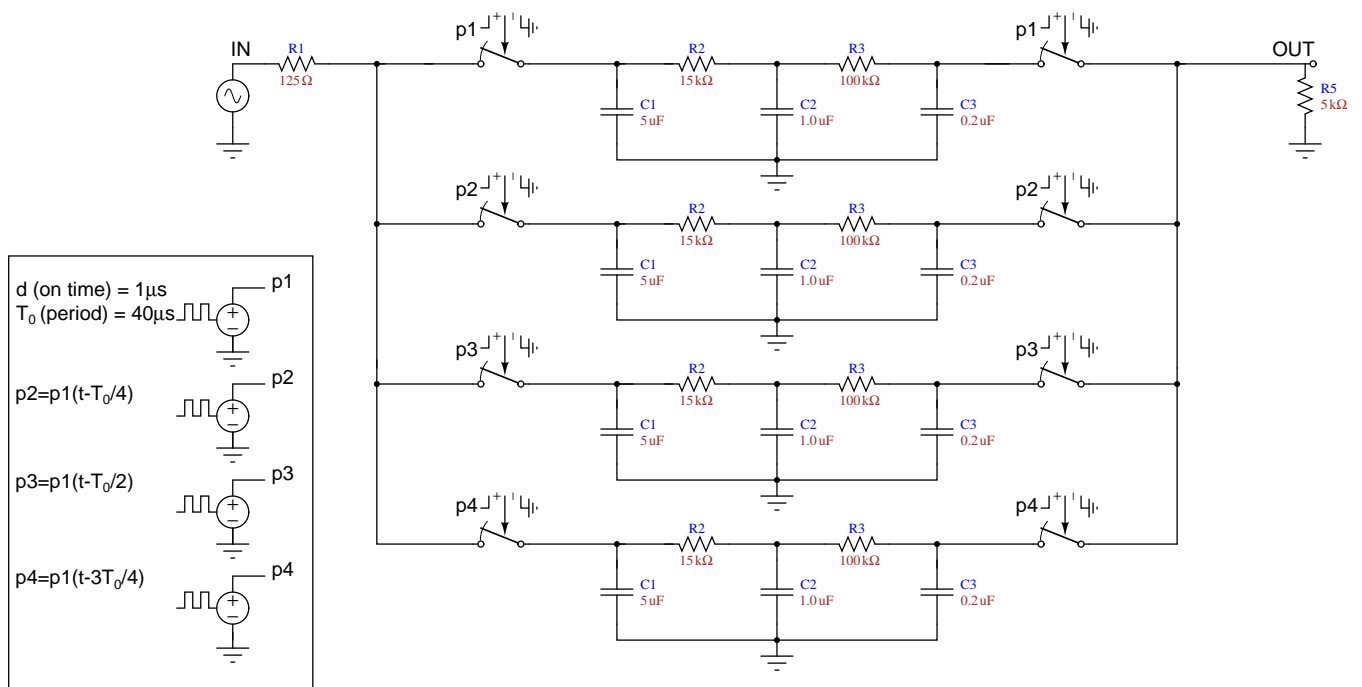 IN
R1
125Ω
p1
R2
15kΩ
R3
100kΩ
p1
OUT
R5
5kΩ
C1
5uF
C2
1.0uF
C3
0.2uF
p2
R2
15kΩ
R3
100kΩ
p2
C1
5uF
C2
1.0uF
C3
0.2uF
p3
R2
15kΩ
R3
100kΩ
p3
C1
5uF
C2
1.0uF
C3
0.2uF
p4
R2
15kΩ
R3
100kΩ
p4
C1
5uF
C2
1.0uF
C3
0.2uF
d (on time) = 1μs
T₀ (period) = 40μs
p1
p2=p1(t-T₀/4)
p2
p3=p1(t-T₀/2)
p3
p4=p1(t-3T₀/4)
p4